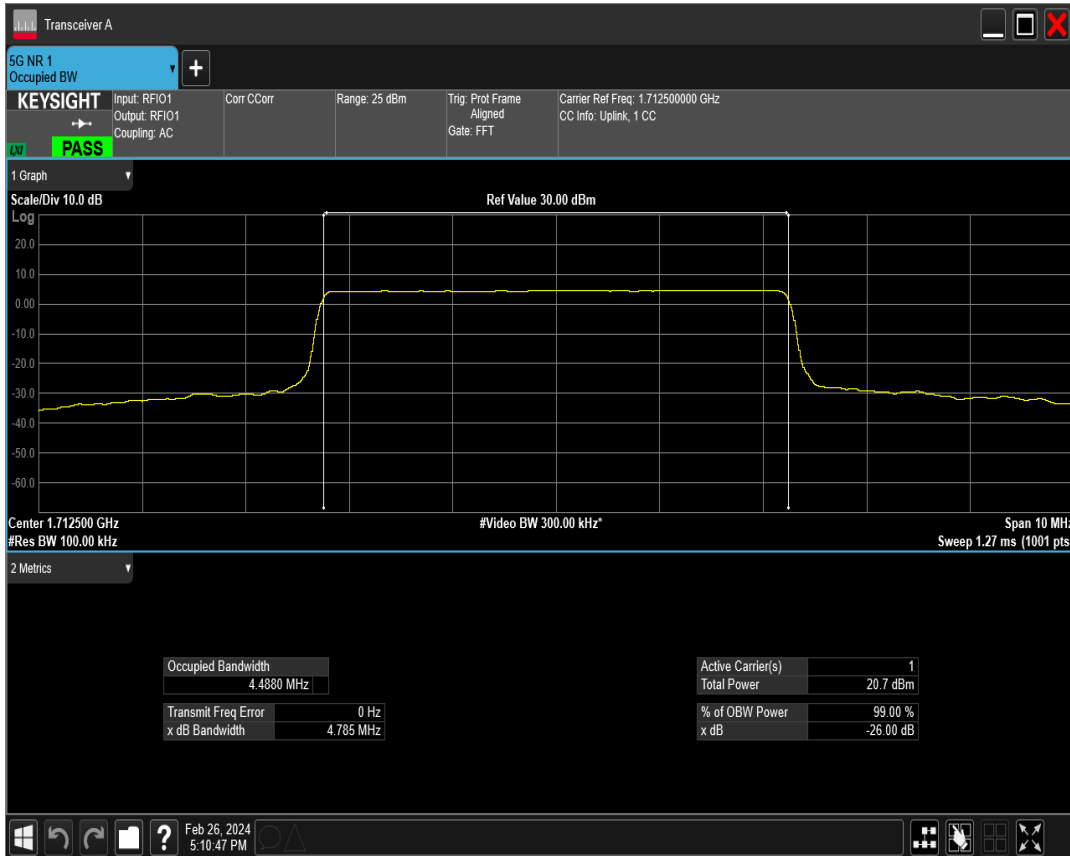 Transceiver A
5G NR 1
Occupied BW
KEYSIGHT
LXI
PASS
Input: RFIO1
Output: RFIO1
Coupling: AC
Corr CCorr
Range: 25 dBm
Trig: Prot Frame
Aligned
Gate: FFT
Carrier Ref Freq: 1.712500000 GHz
CC Info: Uplink, 1 CC
1 Graph
Scale/Div 10.0 dB
Ref Value 30.00 dBm
Log
20.0
10.0
0.00
-10.0
-20.0
-30.0
-40.0
-50.0
-60.0
Center 1.712500 GHz
#Video BW 300.00 kHz*
Span 10 MHz
#Res BW 100.00 kHz
Sweep 1.27 ms (1001 pts
2 Metrics
Occupied Bandwidth
4.4880 MHz
Transmit Freq Error 0 Hz
x dB Bandwidth 4.785 MHz
Active Carrier(s) 1
Total Power 20.7 dBm
% of OBW Power 99.00 %
x dB -26.00 dB
?
Feb 26, 2024
5:10:47 PM